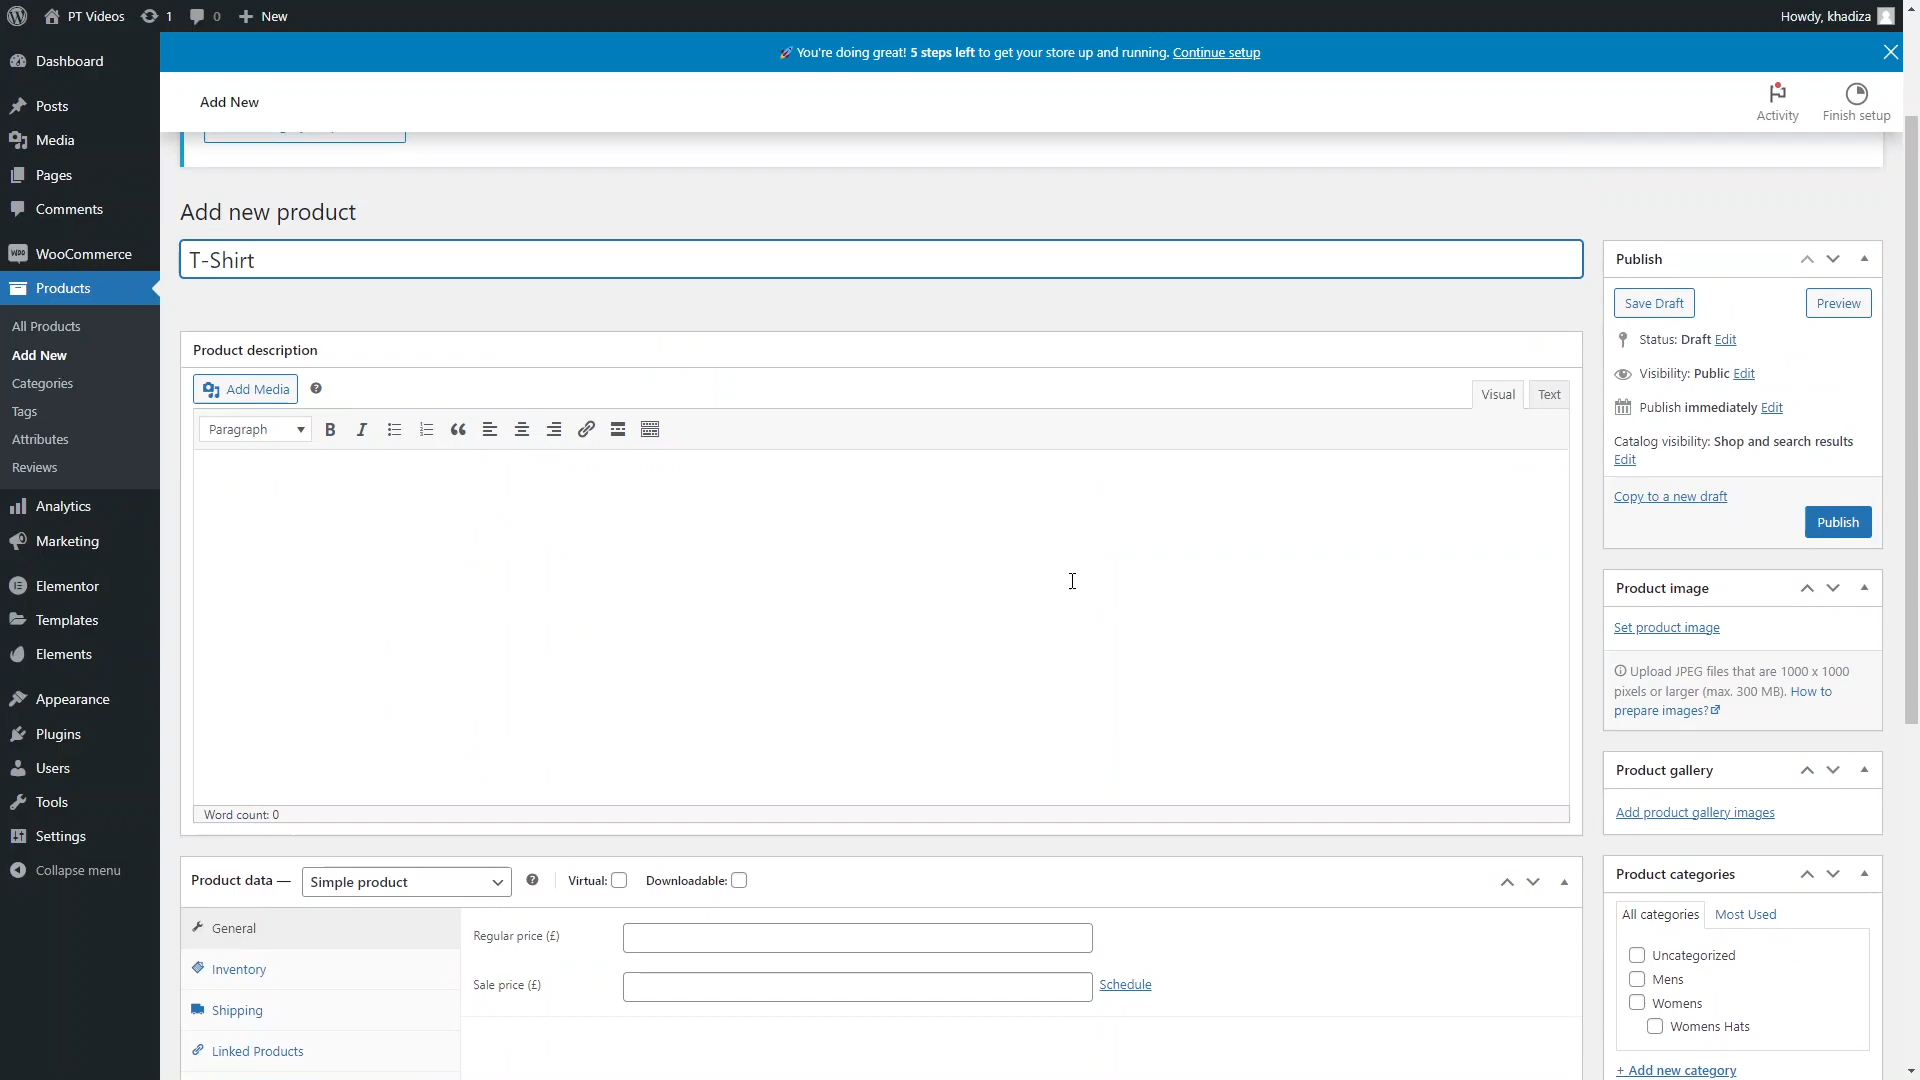 PT Videos
1
0
New
Howdy, khadiza
Dashboard
Posts
Media
Pages
Comments
WooCommerce
Products
All Products
Add New
Categories
Tags
Attributes
Reviews
Analytics
Marketing
Elementor
Templates
Elements
Appearance
Plugins
Users
Tools
Settings
Collapse menu
🚀 You're doing great! 5 steps left to get your store up and running. Continue setup
Add New
Activity
Finish setup
Add new product
T-Shirt
Product description
Add Media
Visual
Text
Paragraph
Word count: 0
Product data — Simple product
Virtual:
Downloadable:
General
Inventory
Shipping
Linked Products
Regular price (£)
Sale price (£)
Schedule
Publish
Save Draft
Preview
Status: Draft Edit
Visibility: Public Edit
Publish immediately Edit
Catalog visibility: Shop and search results
Edit
Copy to a new draft
Publish
Product image
Set product image
Upload JPEG files that are 1000 x 1000
pixels or larger (max. 300 MB). How to
prepare images?
Product gallery
Add product gallery images
Product categories
All categories
Most Used
Uncategorized
Mens
Womens
Womens Hats
+ Add new category